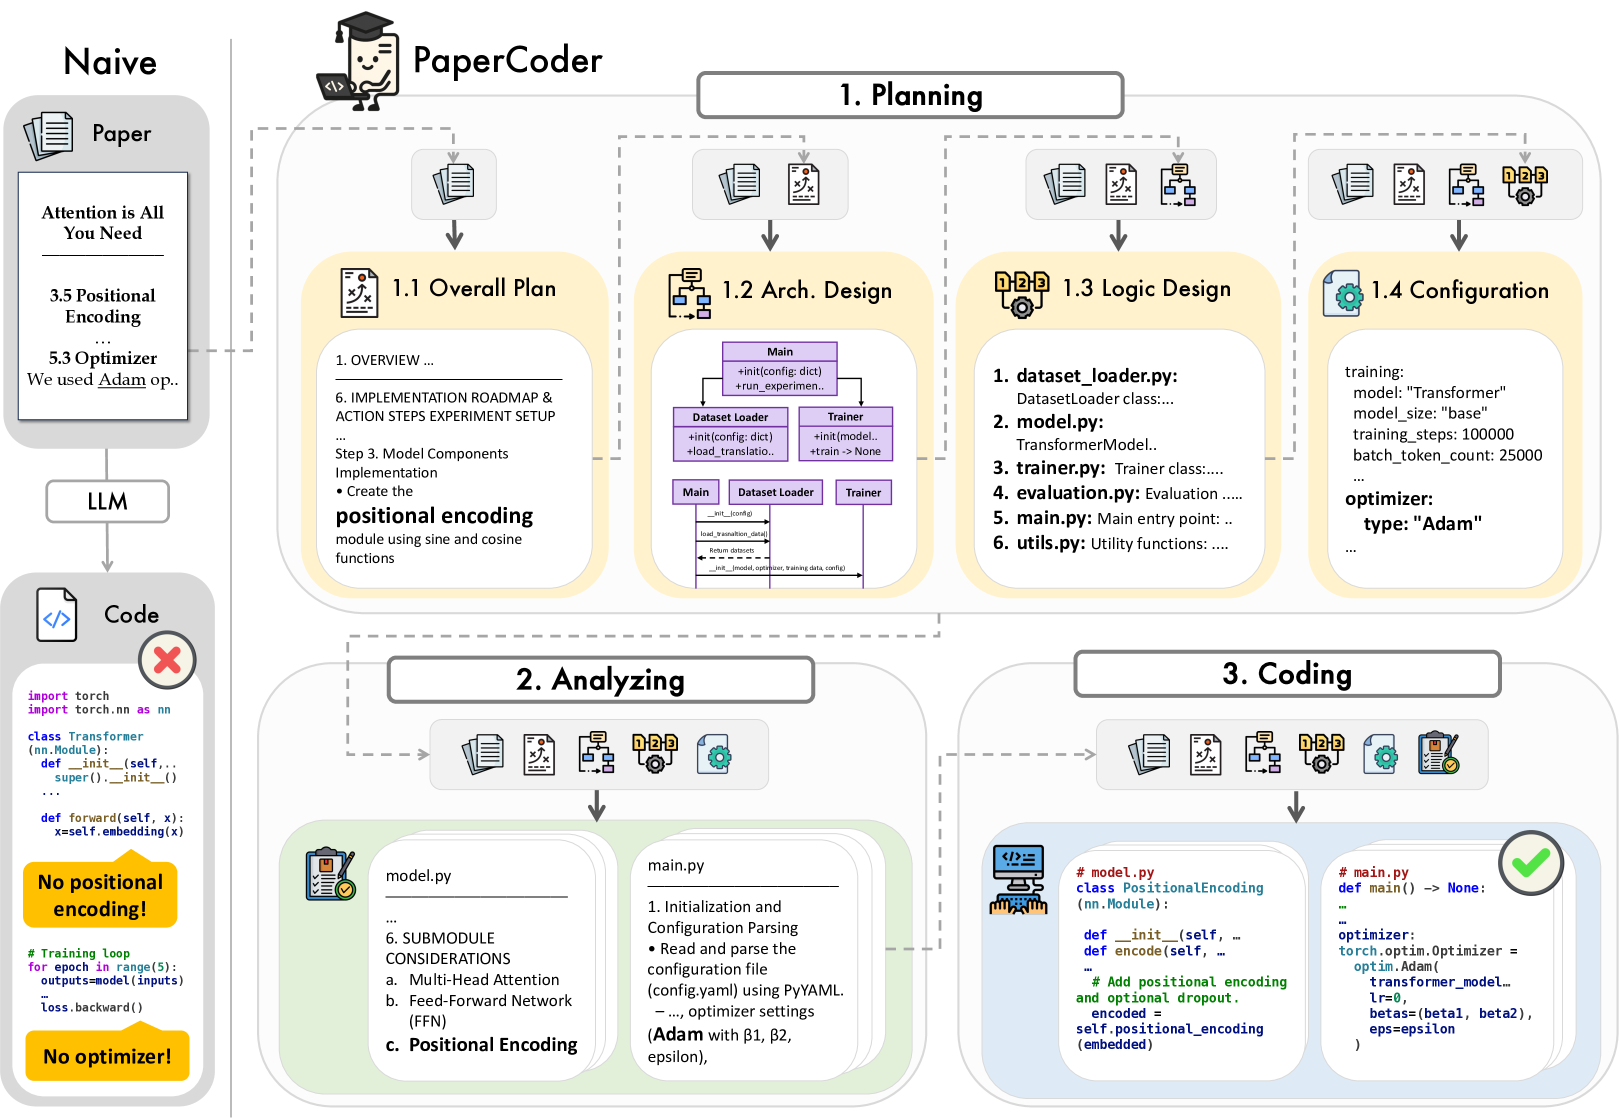 Naive
Paper
Attention is All
You Need
3.5 Positional
Encoding
...
5.3 Optimizer
We used Adam op..
LLM
Code
import torch
import torch.nn as nn
class Transformer
(nn.Module):
def __init__(self,..
super().__init__()
...
def forward(self, x):
x=self.embedding(x)
No positional
encoding!
# Training loop
for epoch in range(5):
outputs=model(inputs)
…
loss.backward()
No optimizer!
PaperCoder
1. Planning
1.1 Overall Plan
1. OVERVIEW ...
6. IMPLEMENTATION ROADMAP &
ACTION STEPS EXPERIMENT SETUP
...
Step 3. Model Components
Implementation
• Create the
positional encoding
module using sine and cosine
functions
1.2 Arch. Design
Main
+init(config: dict)
+run_experimen..
Dataset Loader
+init(config: dict)
+load_translatio..
Trainer
+init(model..
+train -> None
Main
Dataset Loader
Trainer
__init__(config)
load_trasnaltion_data()
Return datasets
__init__(model, optimizer, training data, config)
1.3 Logic Design
1. dataset_loader.py:
DatasetLoader class:...
2. model.py:
TransformerModel..
3. trainer.py: Trainer class:....
4. evaluation.py: Evaluation .....
5. main.py: Main entry point: ..
6. utils.py: Utility functions: ....
1.4 Configuration
training:
model: "Transformer"
model_size: "base"
training_steps: 100000
batch_token_count: 25000
...
optimizer:
type: "Adam"
...
2. Analyzing
model.py
...
6. SUBMODULE
CONSIDERATIONS
a. Multi-Head Attention
b. Feed-Forward Network
(FFN)
c. Positional Encoding
main.py
1. Initialization and
Configuration Parsing
• Read and parse the
configuration file
(config.yaml) using PyYAML.
– ..., optimizer settings
(Adam with β1, β2,
epsilon),
3. Coding
# model.py
class PositionalEncoding
(nn.Module):
def __init__(self, …
def encode(self, …
…
# Add positional encoding
and optional dropout.
encoded =
self.positional_encoding
(embedded)
# main.py
def main() —> None:
…
…
optimizer:
torch.optim.Optimizer =
optim.Adam(
transformer_model…
lr=0,
betas=(beta1, beta2),
eps=epsilon
)